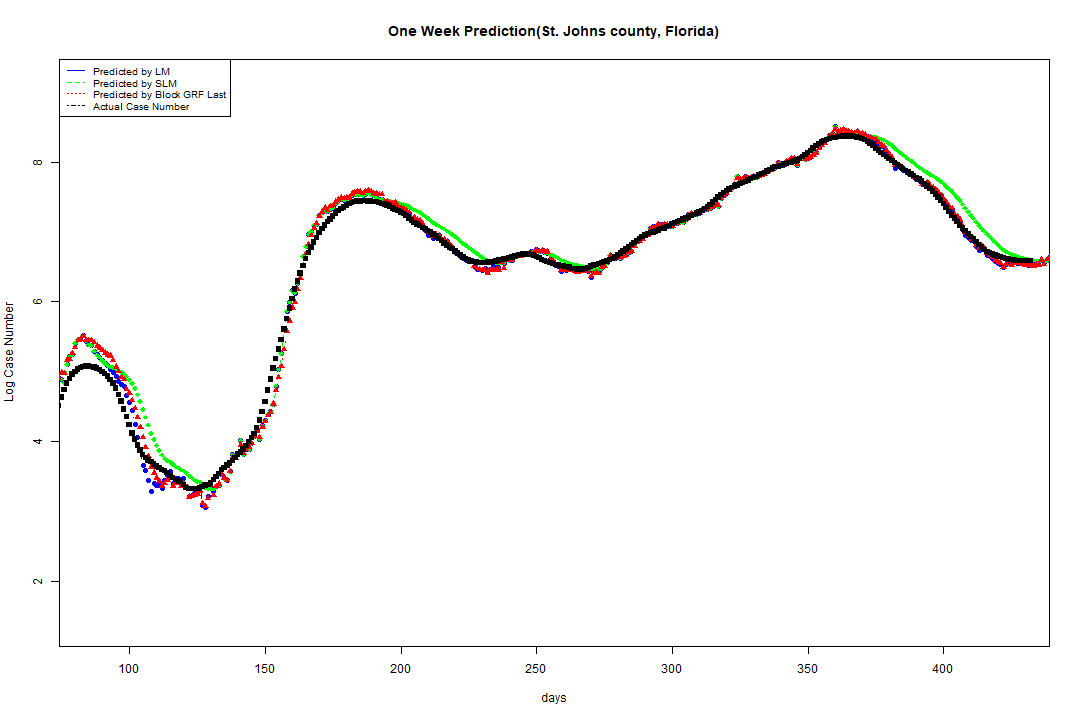 One Week Prediction(St. Johns county, Florida)
Predicted by LM
Predicted by SLM
Predicted by Block GRF Last
Actual Case Number
8
6
4
2
Log Case Number
100 150 200 250 300 350 400
days